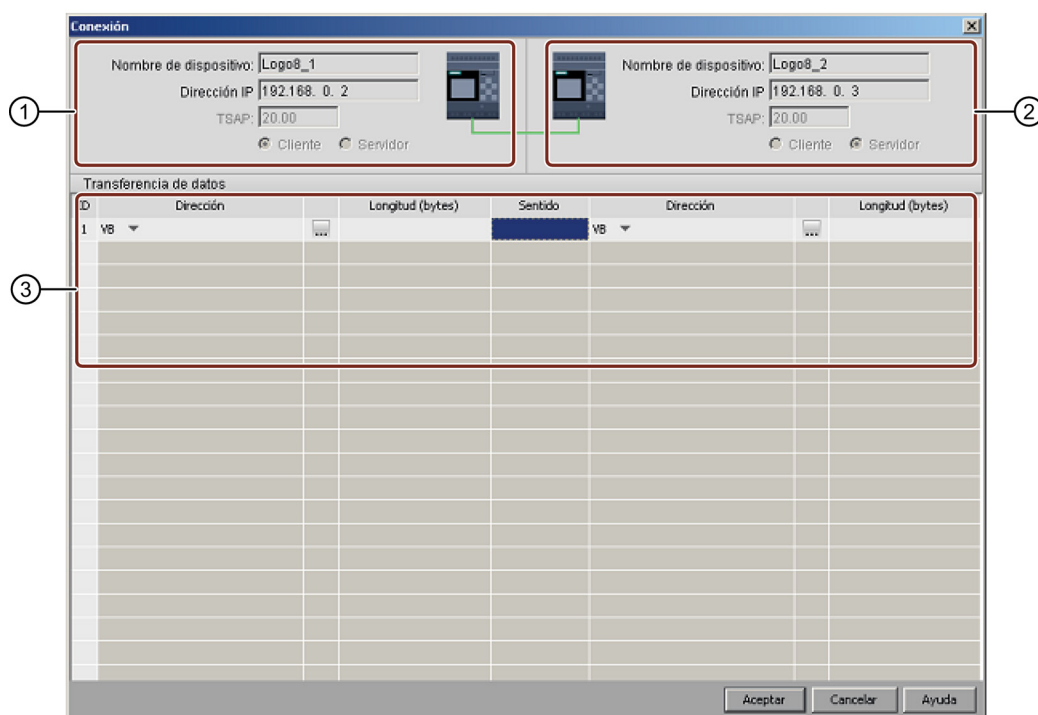 Conexión
Nombre de dispositivo: Logo8_1
Dirección IP 192.168. 0. 2
TSAP: 20.00
Cliente Servidor
①
Nombre de dispositivo: Logo8_2
Dirección IP 192.168. 0. 3
TSAP: 20.00
Cliente Servidor
②
Transferencia de datos
ID Dirección Longitud (bytes) Sentido Dirección Longitud (bytes)
1 VB ... VB ...
③
Aceptar Cancelar Ayuda